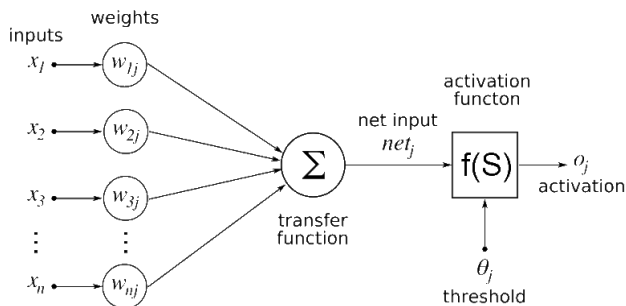 inputs
weights
x1
w1j
x2
w2j
x3
w3j
⋮
⋮
xn
wnj
Σ
transfer
function
net input
netj
activation
functon
f(S)
oj
activation
θj
threshold